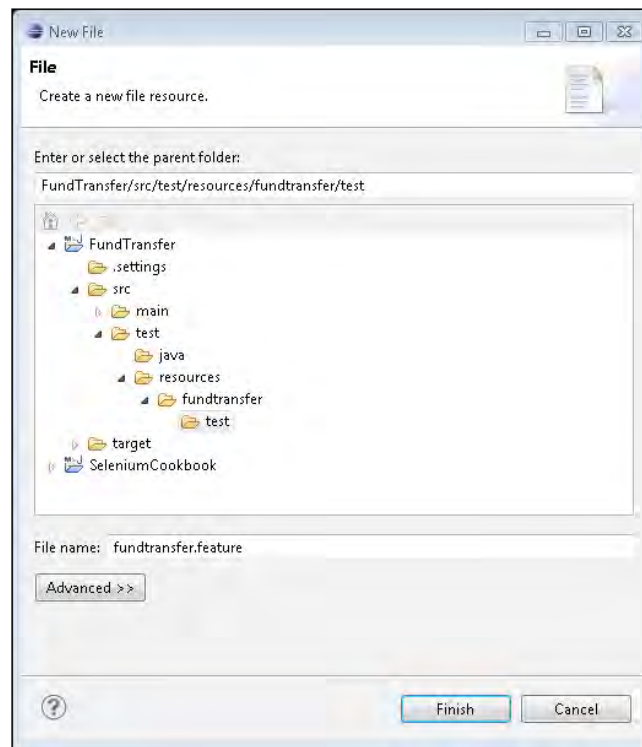 New File
File
Create a new file resource.
Enter or select the parent folder:
FundTransfer/src/test/resources/fundtransfer/test
FundTransfer
.settings
src
main
test
java
resources
fundtransfer
test
target
SeleniumCookbook
File name: fundtransfer.feature
Advanced >>
?
Finish Cancel